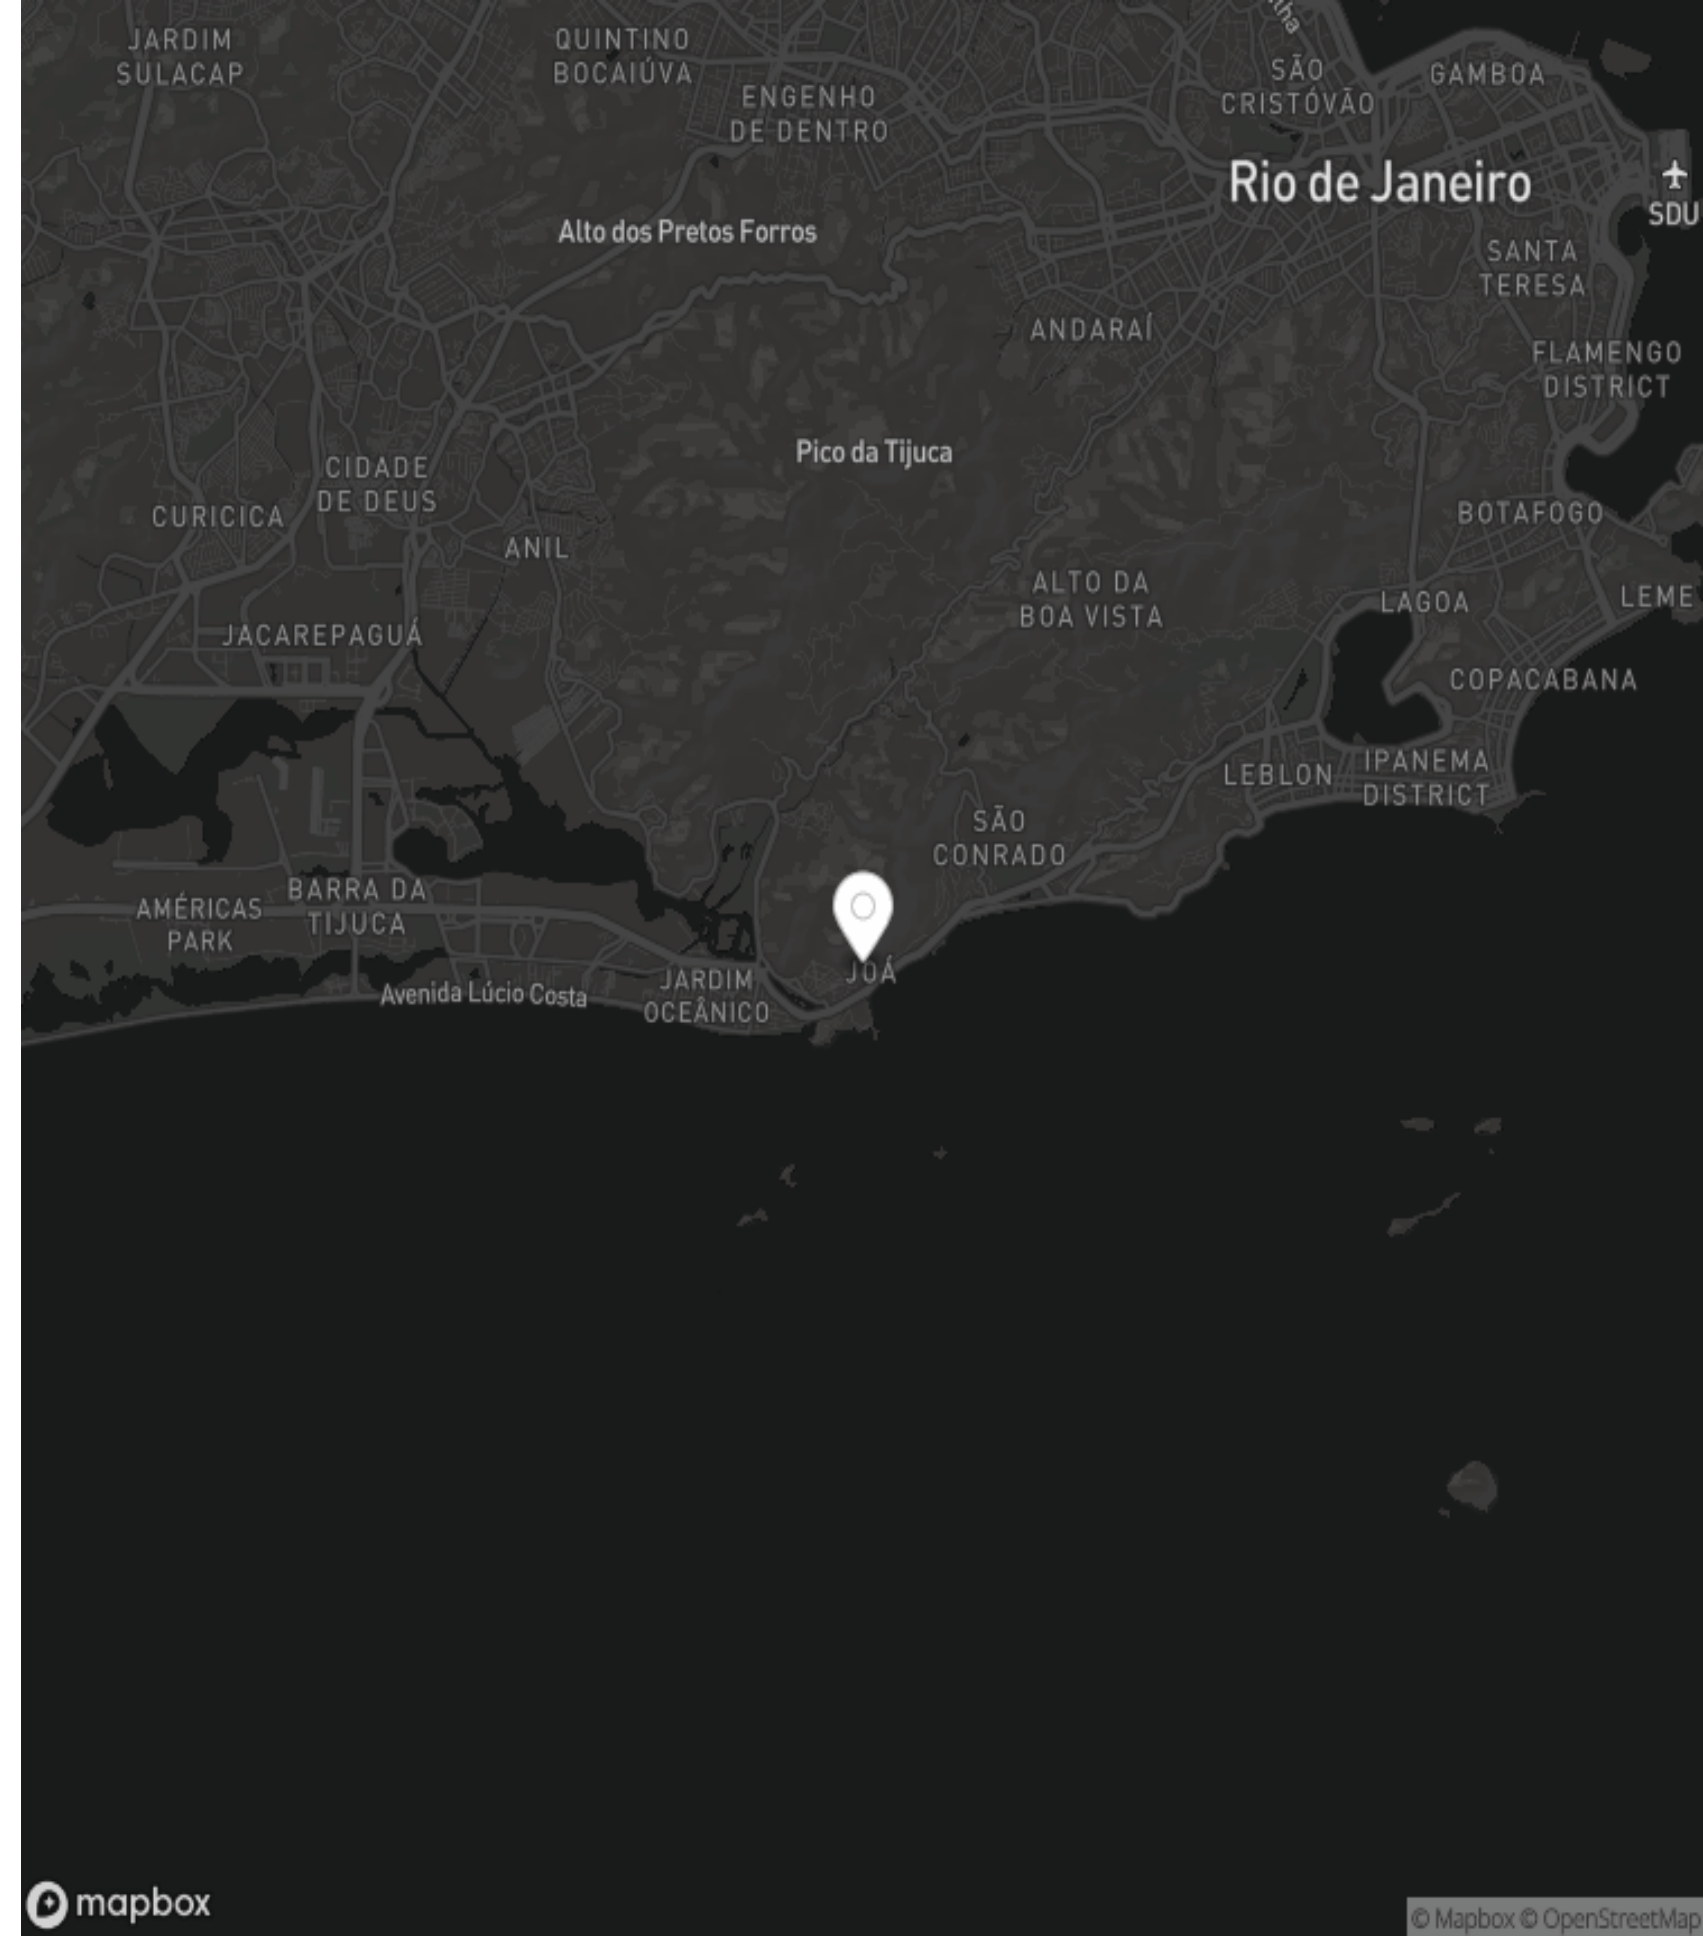 JARDIM
SULACAP
QUINTINO
BOCAIÚVA
ENGENHO
DE DENTRO
SÃO
CRISTÓVÃO
GAMBOA
Rio de Janeiro
SDU
Alto dos Pretos Forros
SANTA
TERESA
ANDARAÍ
FLAMENGO
DISTRICT
Pico da Tijuca
CIDADE
DE DEUS
CURICICA
BOTAFOGO
ANIL
ALTO DA
BOA VISTA
LAGOA
LEME
JACAREPAGUÁ
COPACABANA
LEBLON
IPANEMA
DISTRICT
SÃO
CONRADO
AMÉRICAS
PARK
BARRA DA
TIJUCA
JOÁ
JARDIM
OCEÂNICO
Avenida Lúcio Costa
mapbox
© Mapbox © OpenStreetMap